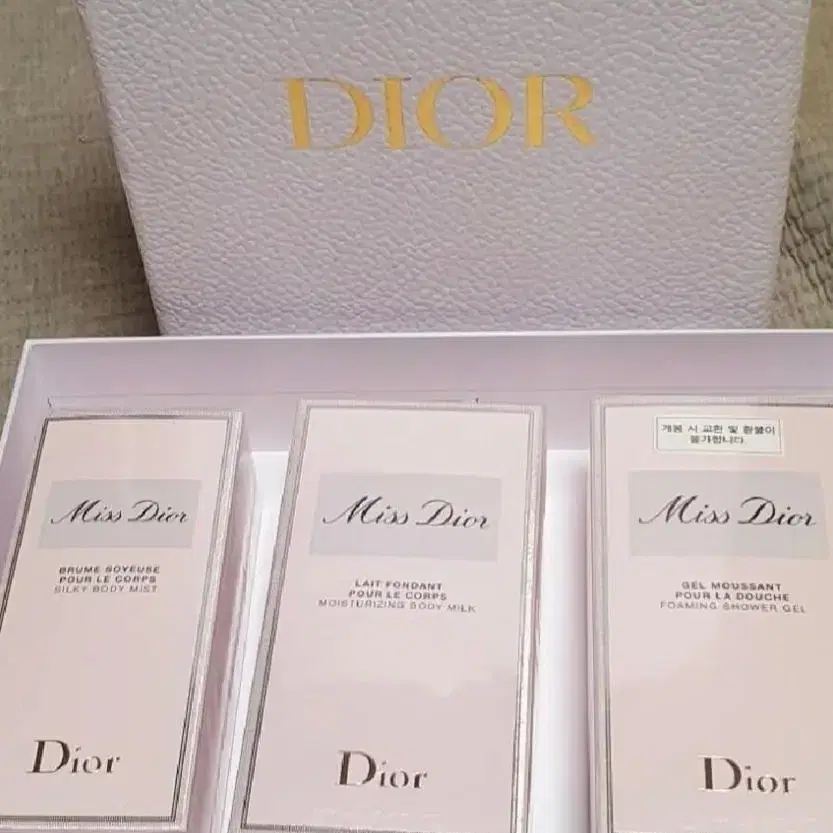 DIOR
Miss Dior
BRUME SOYEUSE
POUR LE CORPS
SILKY BODY MIST
Dior
Miss Dior
LAIT FONDANT
POUR LE CORPS
MOISTURIZING BODY MILK
Dior
개봉 시 교환 및 환불이
불가합니다.
Miss Dior
GEL MOUSSANT
POUR LA DOUCHE
FOAMING SHOWER GEL
Dior